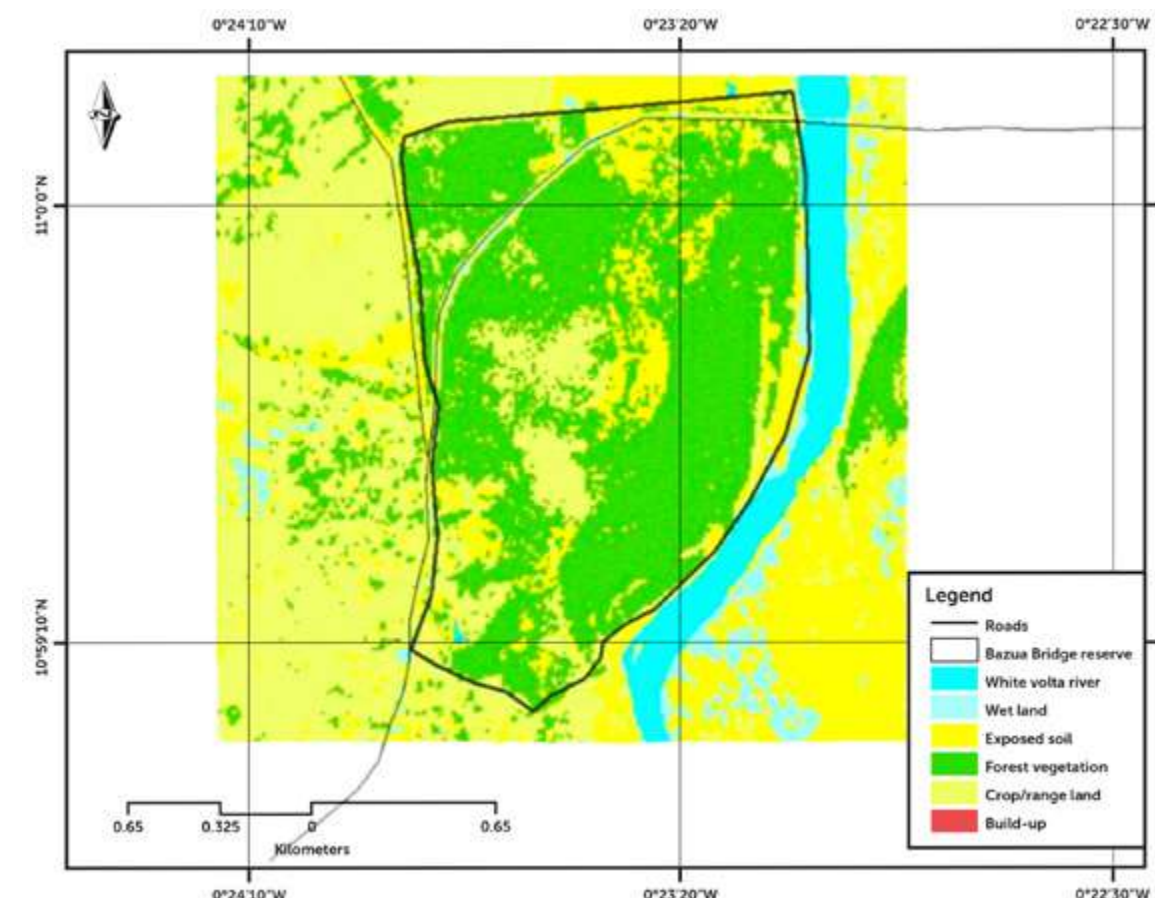 0°24'10"W 0°23'20"W 0°22'30"W
N
11°0'0"N
10°59'10"N
Legend
Roads
Bazua Bridge reserve
White volta river
Wet land
Exposed soil
Forest vegetation
Crop/range land
Build-up
0.65 0.325 0 0.65
Kilometers
0°24'10"W 0°23'20"W 0°22'30"W